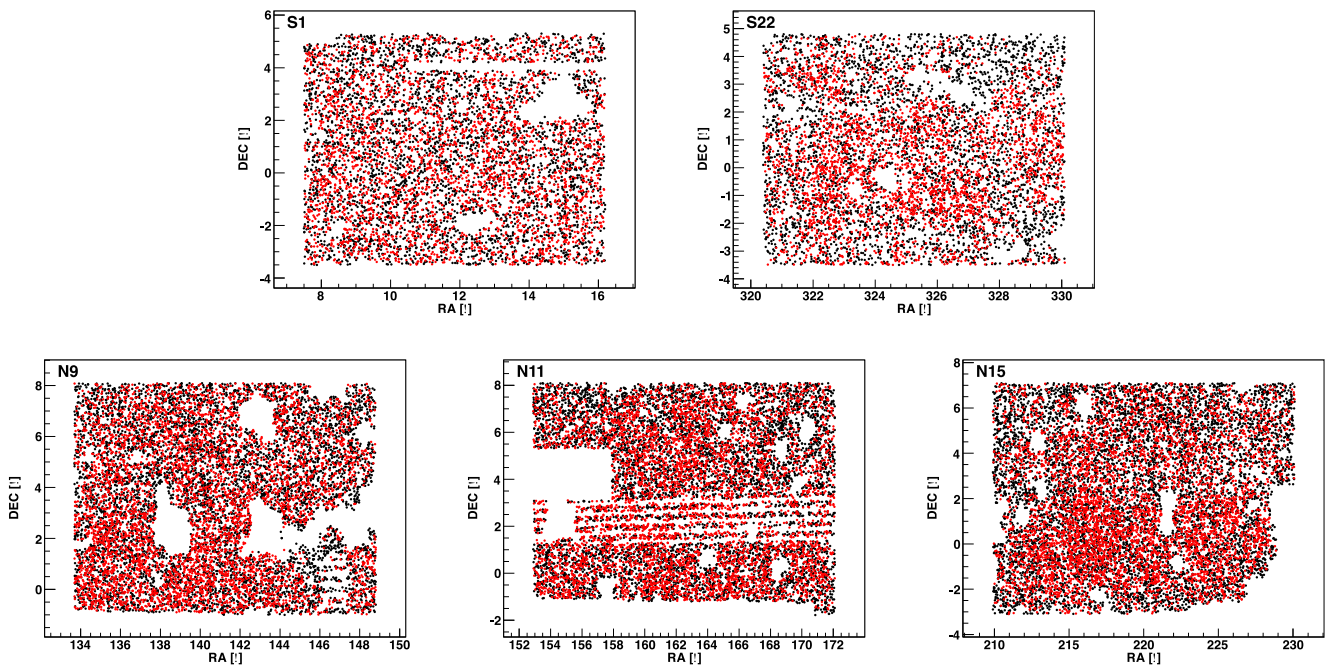 S1
6
4
2
0
-2
-4
DEC [!]
8 10 12 14 16
RA [!]
S22
5
4
3
2
1
0
-1
-2
-3
-4
DEC [!]
320 322 324 326 328 330
RA [!]
N9
8
6
4
2
0
DEC [!]
134 136 138 140 142 144 146 148 150
RA [!]
N11
8
6
4
2
0
-2
DEC [!]
152 154 156 158 160 162 164 166 168 170 172
RA [!]
N15
8
6
4
2
0
-2
-4
DEC [!]
210 215 220 225 230
RA [!]